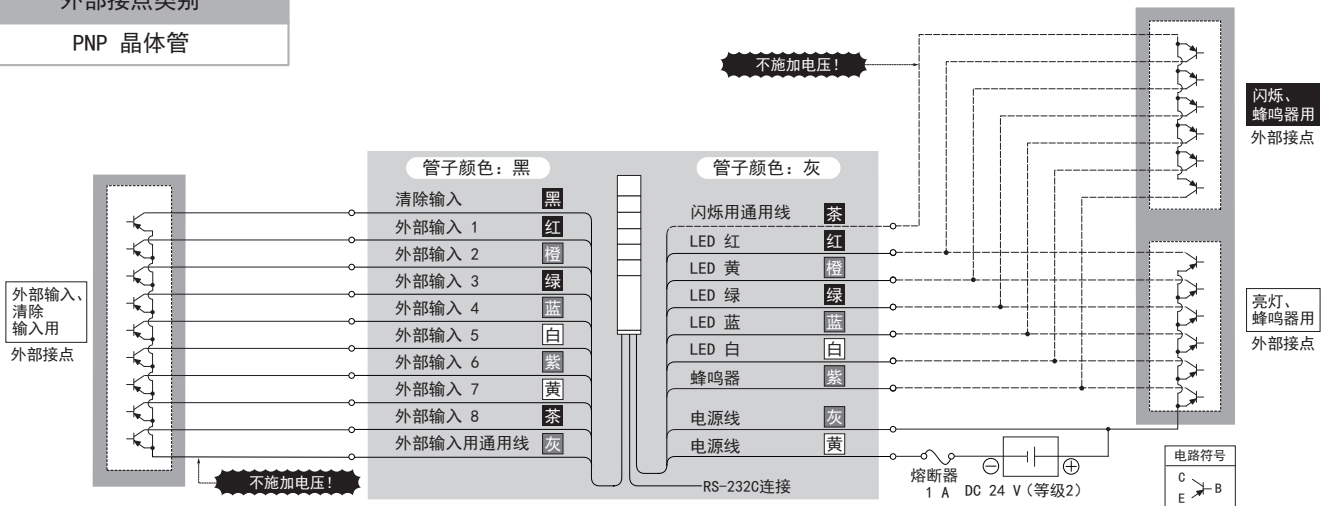 外部接点类别
PNP 晶体管
不施加电压!
闪烁、
蜂鸣器用
外部接点
管子颜色: 黑
清除输入 黑
外部输入 1 红
外部输入 2 橙
外部输入 3 绿
外部输入 4 蓝
外部输入 5 白
外部输入 6 紫
外部输入 7 黄
外部输入 8 茶
外部输入用通用线 灰
管子颜色: 灰
闪烁用通用线 茶
LED 红 红
LED 黄 橙
LED 绿 绿
LED 蓝 蓝
LED 白 白
蜂鸣器 紫
电源线 灰
电源线 黄
RS-232C连接
外部输入、
清除
输入用
外部接点
不施加电压!
亮灯、
蜂鸣器用
外部接点
熔断器
1 A
⊖ ⊕
DC 24 V(等级2)
电路符号
C
B
E